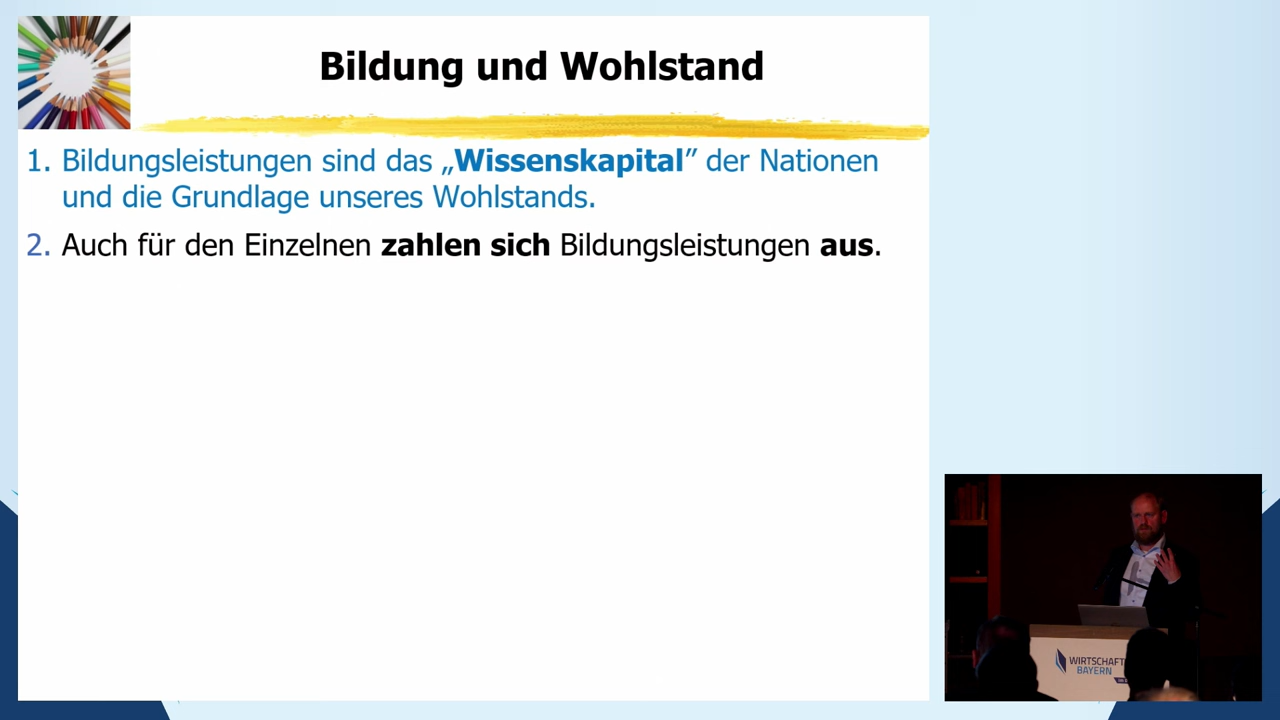 Bildung und Wohlstand
1. Bildungsleistungen sind das „Wissenskapital” der Nationen
und die Grundlage unseres Wohlstands.
2. Auch für den Einzelnen zahlen sich Bildungsleistungen aus.
WIRTSCHAFT
BAYERN